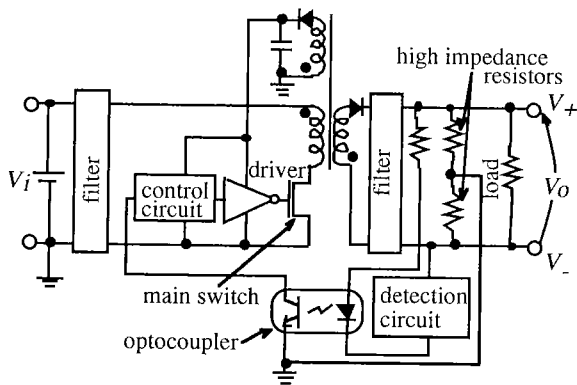 high impedance
resistors
V+
Vi
filter
control
circuit
driver
filter
load
Vo
V-
main switch
optocoupler
detection
circuit